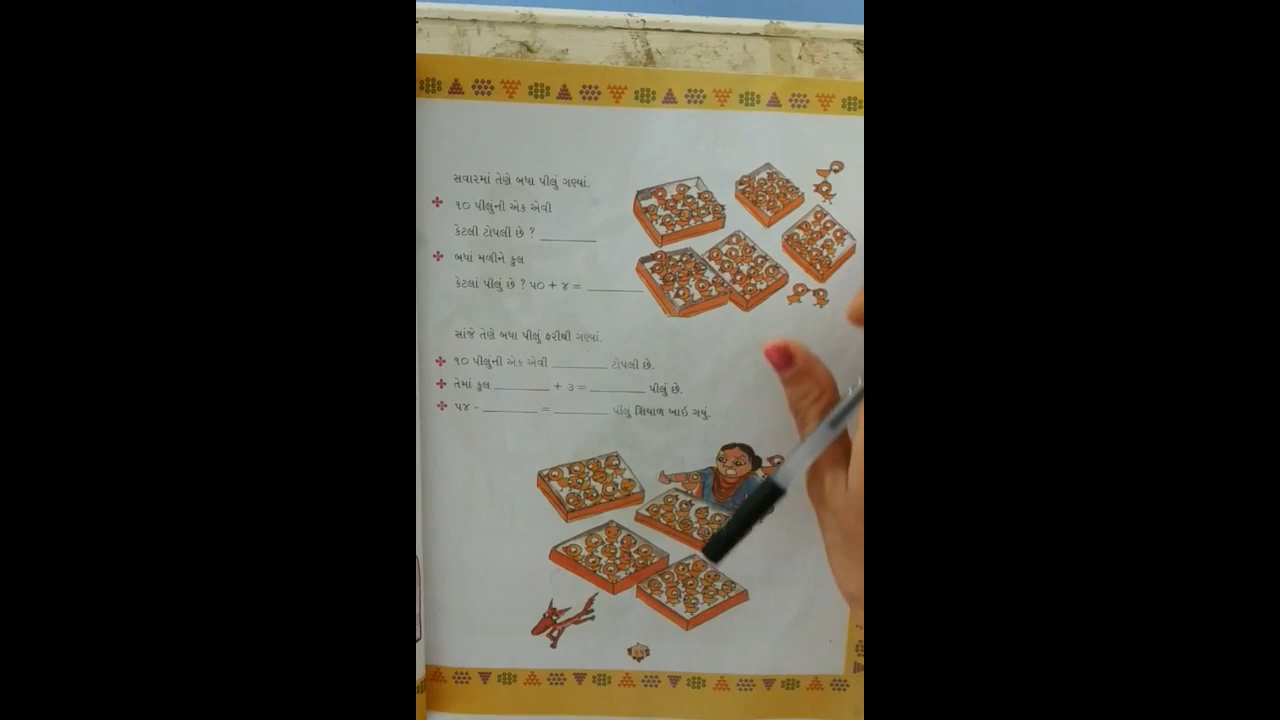 સવારમાં તેણે બધા પીલું ગણ્યાં.
૧૦ પીલુંની એક એવી
કેટલી ટોપલી છે ? ________
બધાં મળીને કુલ
કેટલાં પીલું છે ? ૫૦ + ૪ = ________
સાંજે તેણે બધા પીલું ફરીથી ગણ્યાં.
૧૦ પીલુંની એક એવી ________ ટોપલી છે.
તેમાં કુલ ________ + ૩ = ________ પીલું છે.
૫૪ - ________ = ________ પીલું શિયાળ ખાઇ ગયું.